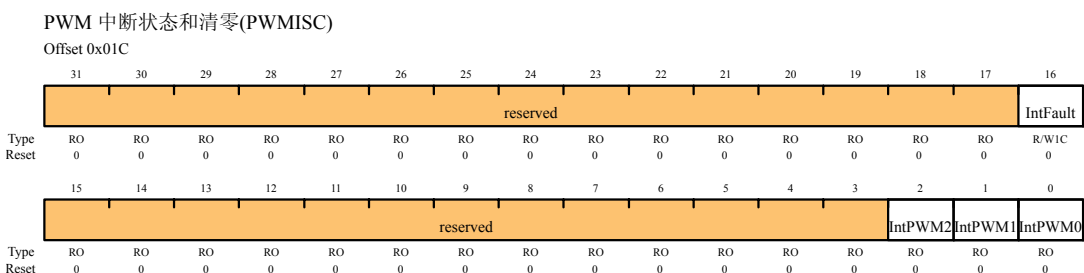 PWM 中断状态和清零(PWMISC)
Offset 0x01C
31 30 29 28 27 26 25 24 23 22 21 20 19 18 17 16
reserved IntFault
Type RO RO RO RO RO RO RO RO RO RO RO RO RO RO RO R/W1C
Reset 0 0 0 0 0 0 0 0 0 0 0 0 0 0 0 0
15 14 13 12 11 10 9 8 7 6 5 4 3 2 1 0
reserved IntPWM2 IntPWM1 IntPWM0
Type RO RO RO RO RO RO RO RO RO RO RO RO RO RO RO RO
Reset 0 0 0 0 0 0 0 0 0 0 0 0 0 0 0 0